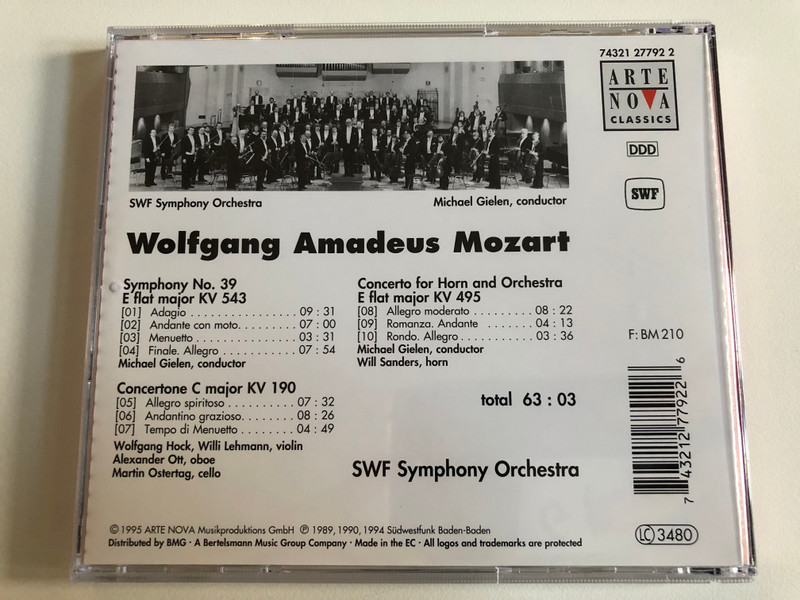 74321 27792 2
ARTE
NOVA
CLASSICS
DDD
SWF
SWF Symphony Orchestra
Michael Gielen, conductor
Wolfgang Amadeus Mozart
Symphony No. 39
E flat major KV 543
[01] Adagio . . . . . . . . . . . . . . . . . 09 : 31
[02] Andante con moto. . . . . . . . . 07 : 00
[03] Menuetto . . . . . . . . . . . . . . . 03 : 31
[04] Finale. Allegro . . . . . . . . . . . 07 : 54
Michael Gielen, conductor
Concertone C major KV 190
[05] Allegro spiritoso . . . . . . . . . . 07 : 32
[06] Andantino grazioso. . . . . . . . 08 : 26
[07] Tempo di Menuetto . . . . . . . . 04 : 49
Wolfgang Hock, Willi Lehmann, violin
Alexander Ott, oboe
Martin Ostertag, cello
Concerto for Horn and Orchestra
E flat major KV 495
[08] Allegro moderato . . . . . . . . . 08 : 22
[09] Romanza. Andante . . . . . . . . 04 : 13
[10] Rondo. Allegro . . . . . . . . . . . 03 : 36
Michael Gielen, conductor
Will Sanders, horn
total 63 : 03
SWF Symphony Orchestra
F: BM 210
7 43212 77922 6
© 1995 ARTE NOVA Musikproduktions GmbH ℗ 1989, 1990, 1994 Südwestfunk Baden-Baden
Distributed by BMG · A Bertelsmann Music Group Company · Made in the EC · All logos and trademarks are protected
LC 3480